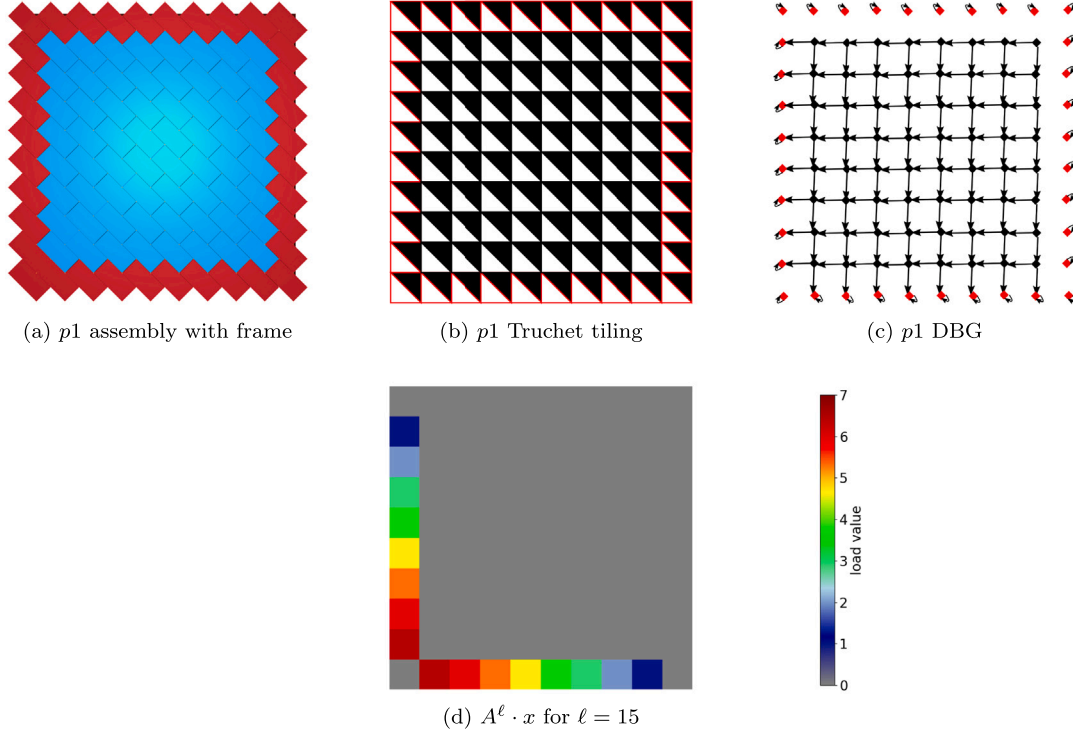 (a) p1 assembly with frame
(b) p1 Truchet tiling
(c) p1 DBG
7
6
5
4
3
2
1
0
load value
(d) A^ℓ · x for ℓ = 15